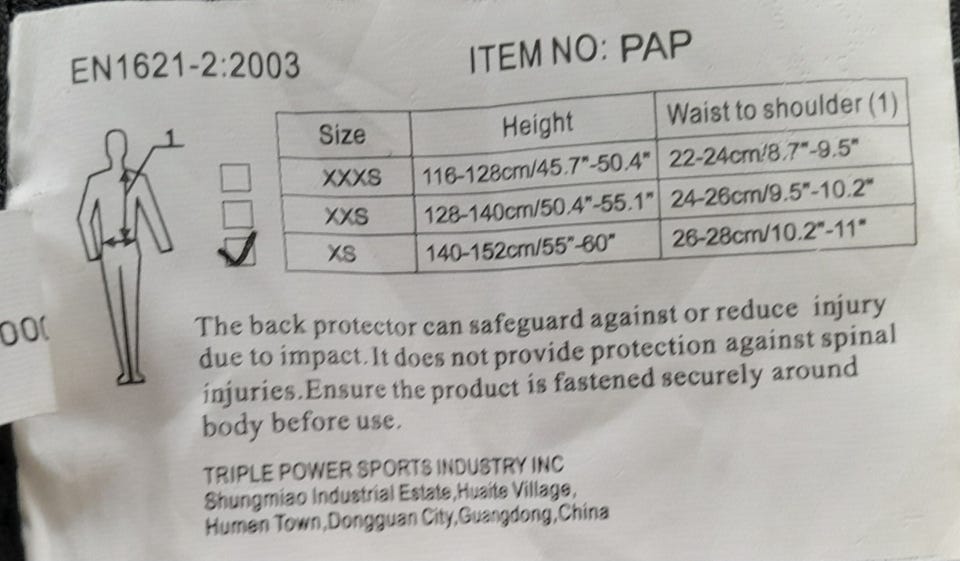 EN1621-2:2003
ITEM NO: PAP
1
Size Height Waist to shoulder (1)
XXXS 116-128cm/45.7"-50.4" 22-24cm/8.7"-9.5"
XXS 128-140cm/50.4"-55.1" 24-26cm/9.5"-10.2"
XS 140-152cm/55"-60" 26-28cm/10.2"-11"
The back protector can safeguard against or reduce injury
due to impact.It does not provide protection against spinal
injuries.Ensure the product is fastened securely around
body before use.
TRIPLE POWER SPORTS INDUSTRY INC
Shungmiao Industrial Estate,Huaite Village,
Humen Town,Dongguan City,Guangdong,China